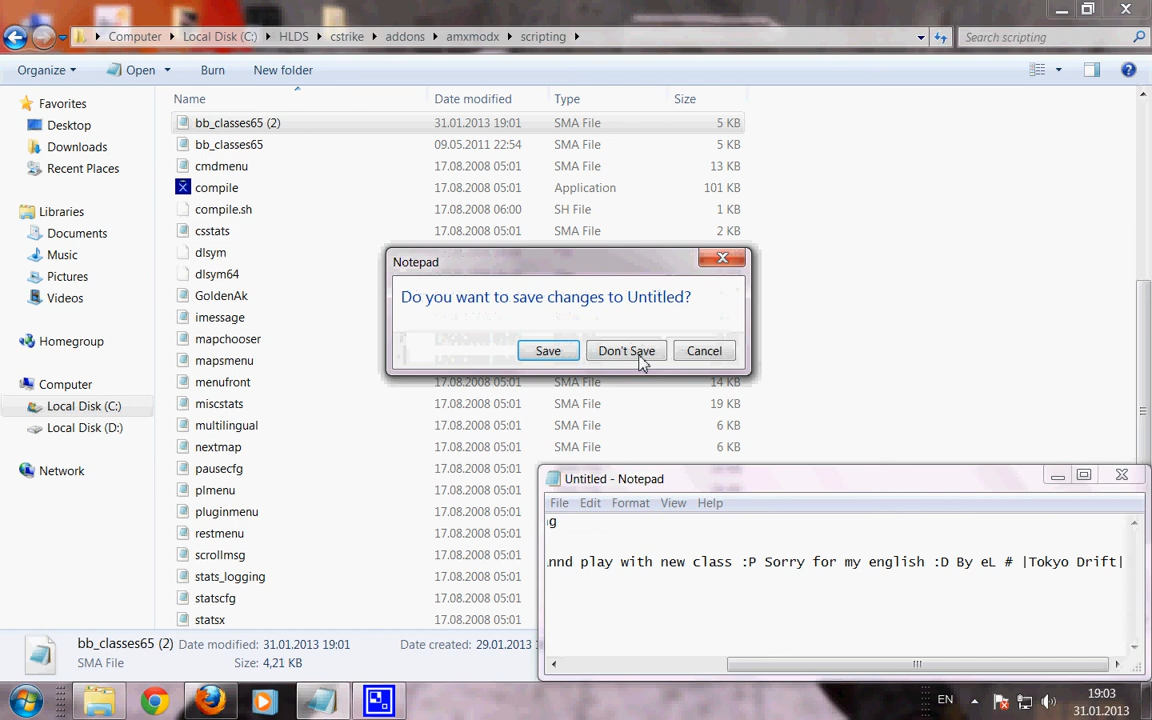 Computer Local Disk (C:) HLDS cstrike addons amxmodx scripting
Search scripting
Organize Open Burn New folder
Name Date modified Type Size
Favorites
Desktop
Downloads
Recent Places
Libraries
Documents
Music
Pictures
Videos
Homegroup
Computer
Local Disk (C:)
Local Disk (D:)
Network
bb_classes65 (2) 31.01.2013 19:01 SMA File 5 KB
bb_classes65 09.05.2011 22:54 SMA File 5 KB
cmdmenu 17.08.2008 05:01 SMA File 13 KB
compile 17.08.2008 05:01 Application 101 KB
compile.sh 17.08.2008 06:00 SH File 1 KB
csstats 17.08.2008 05:01 SMA File 2 KB
dlsym
dlsym64
GoldenAk
imessage
mapchooser
mapsmenu
menufront 17.08.2008 05:01 SMA File 14 KB
miscstats 17.08.2008 05:01 SMA File 19 KB
multilingual 17.08.2008 05:01 SMA File 6 KB
nextmap 17.08.2008 05:01 SMA File 6 KB
pausecfg 17.08.2008 05:01
plmenu 17.08.2008 05:01
pluginmenu 17.08.2008 05:01
restmenu 17.08.2008 05:01
scrollmsg 17.08.2008 05:01
stats_logging 17.08.2008 05:01
statscfg 17.08.2008 05:01
statsx 17.08.2008 05:01
Notepad
Do you want to save changes to Untitled?
Save Don't Save Cancel
Untitled - Notepad
File Edit Format View Help
g
nnd play with new class :P Sorry for my english :D By eL # |Tokyo Drift|
bb_classes65 (2) Date modified: 31.01.2013 19:01 Date created: 29.01.2013
SMA File Size: 4,21 KB
EN
19:03
31.01.2013